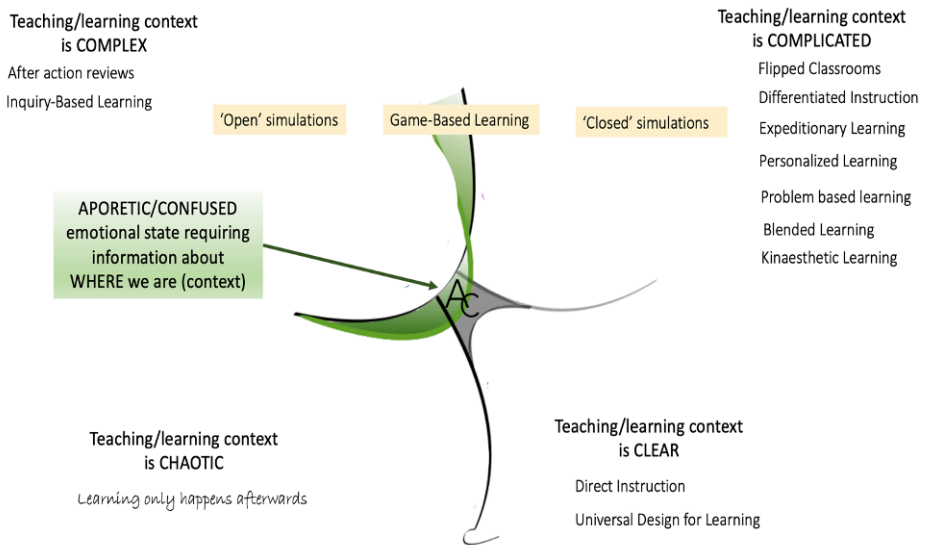 Teaching/learning context
is COMPLEX
After action reviews
Inquiry-Based Learning
Teaching/learning context
is COMPLICATED
Flipped Classrooms
Differentiated Instruction
Expeditionary Learning
Personalized Learning
Problem based learning
Blended Learning
Kinaesthetic Learning
‘Open’ simulations
Game-Based Learning
‘Closed’ simulations
APORETIC/CONFUSED
emotional state requiring
information about
WHERE we are (context)
A
C
Teaching/learning context
is CHAOTIC
Learning only happens afterwards
Teaching/learning context
is CLEAR
Direct Instruction
Universal Design for Learning